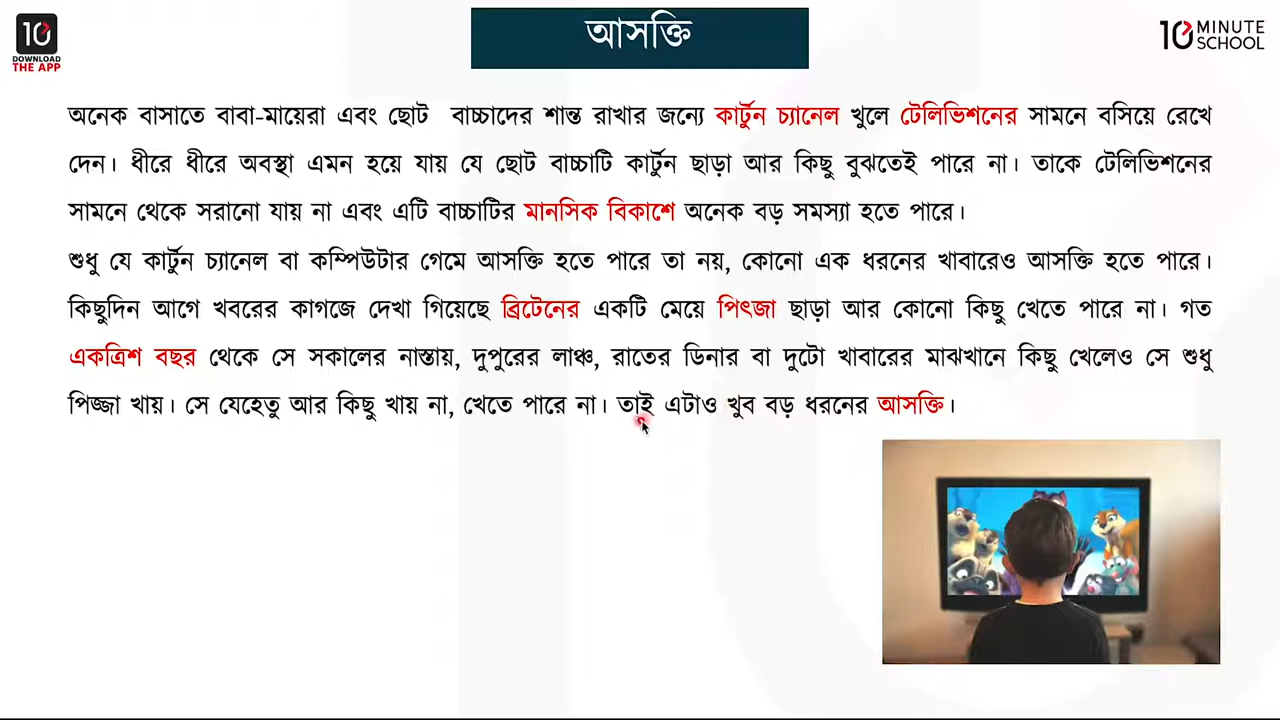 10
DOWNLOAD
THE APP
আসক্তি
10 MINUTE
SCHOOL
অনেক বাসাতে বাবা-মায়েরা এবং ছোট বাচ্চাদের শান্ত রাখার জন্যে কার্টুন চ্যানেল খুলে টেলিভিশনের সামনে বসিয়ে রেখে
দেন। ধীরে ধীরে অবস্থা এমন হয়ে যায় যে ছোট বাচ্চাটি কার্টুন ছাড়া আর কিছু বুঝতেই পারে না। তাকে টেলিভিশনের
সামনে থেকে সরানো যায় না এবং এটি বাচ্চাটির মানসিক বিকাশে অনেক বড় সমস্যা হতে পারে।
শুধু যে কার্টুন চ্যানেল বা কম্পিউটার গেমে আসক্তি হতে পারে তা নয়, কোনো এক ধরনের খাবারেও আসক্তি হতে পারে।
কিছুদিন আগে খবরের কাগজে দেখা গিয়েছে ব্রিটেনের একটি মেয়ে পিৎজা ছাড়া আর কোনো কিছু খেতে পারে না। গত
একত্রিশ বছর থেকে সে সকালের নাস্তায়, দুপুরের লাঞ্চ, রাতের ডিনার বা দুটো খাবারের মাঝখানে কিছু খেলেও সে শুধু
পিজ্জা খায়। সে যেহেতু আর কিছু খায় না, খেতে পারে না। তাই এটাও খুব বড় ধরনের আসক্তি।